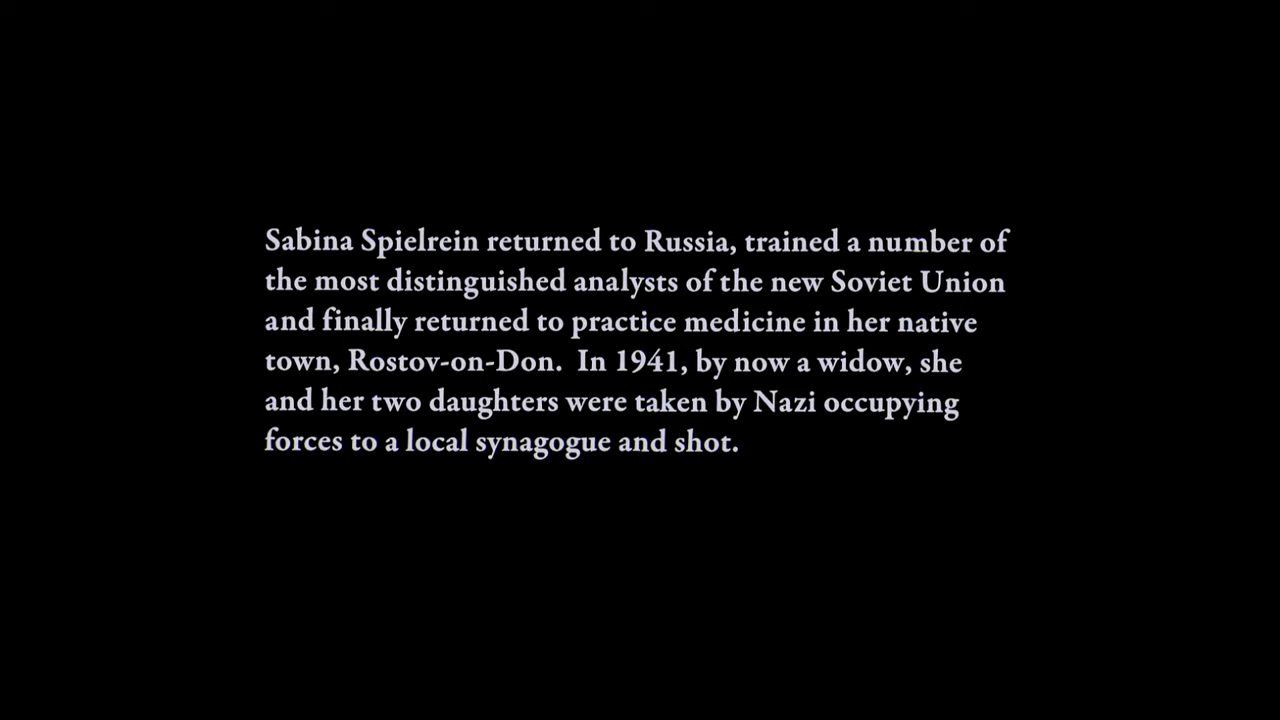 Sabina Spielrein returned to Russia, trained a number of
the most distinguished analysts of the new Soviet Union
and finally returned to practice medicine in her native
town, Rostov-on-Don.  In 1941, by now a widow, she
and her two daughters were taken by Nazi occupying
forces to a local synagogue and shot.